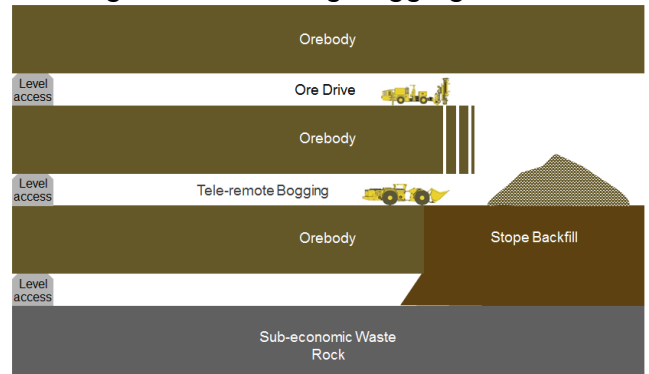 Orebody
Level
access
Ore Drive
Orebody
Level
access
Tele-remote Bogging
Orebody
Stope Backfill
Level
access
Sub-economic Waste
Rock